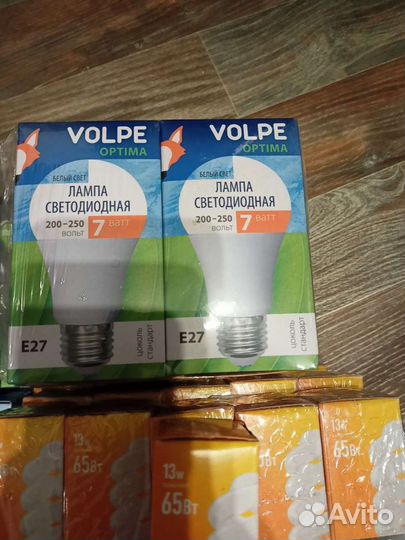 VOLPE
OPTIMA
БЕЛЫЙ СВЕТ
ЛАМПА
СВЕТОДИОДНАЯ
200-250
ВОЛЬТ
7 ватт
E27
цоколь
стандарт
VOLPE
OPTIMA
БЕЛЫЙ СВЕТ
ЛАМПА
СВЕТОДИОДНАЯ
200-250
ВОЛЬТ
7 ватт
E27
цоколь
стандарт
13w
65Вт
13w
65Вт
65Вт
13w
65Вт
Avito